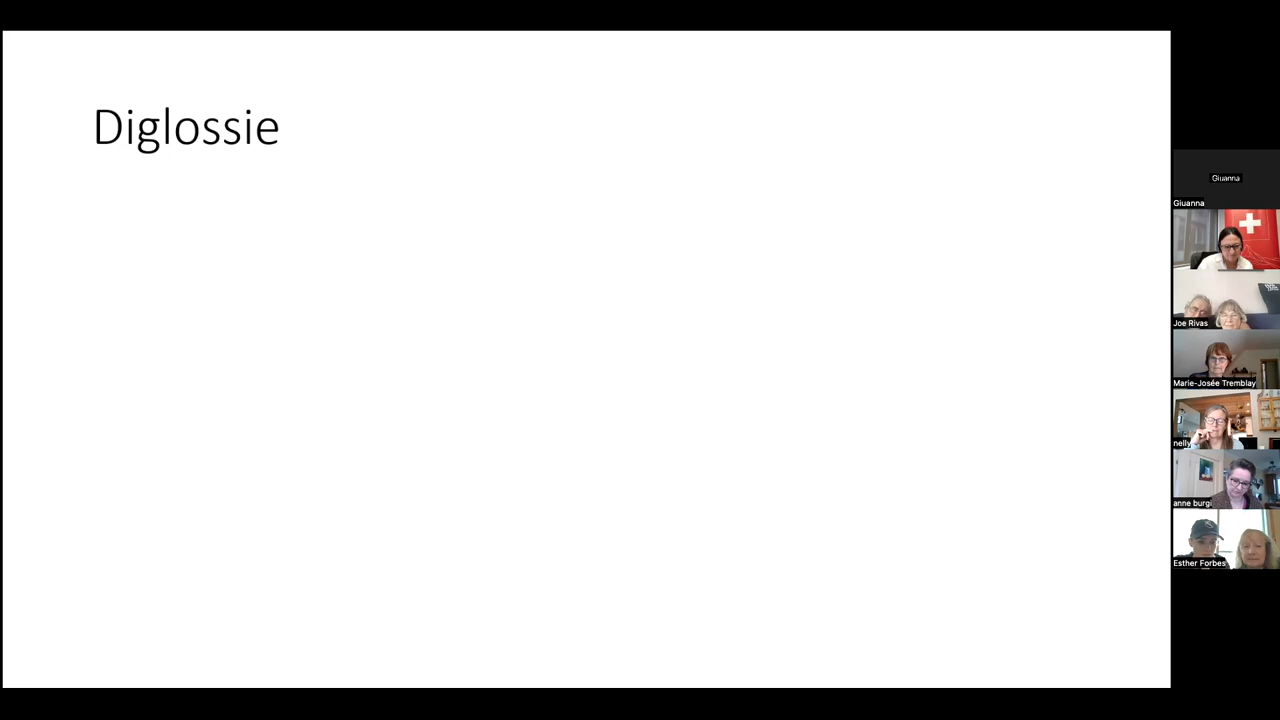 Diglossie
Giuanna
Giuanna
Joe Rivas
Marie-Josée Tremblay
nelly
anne burgi
Esther Forbes